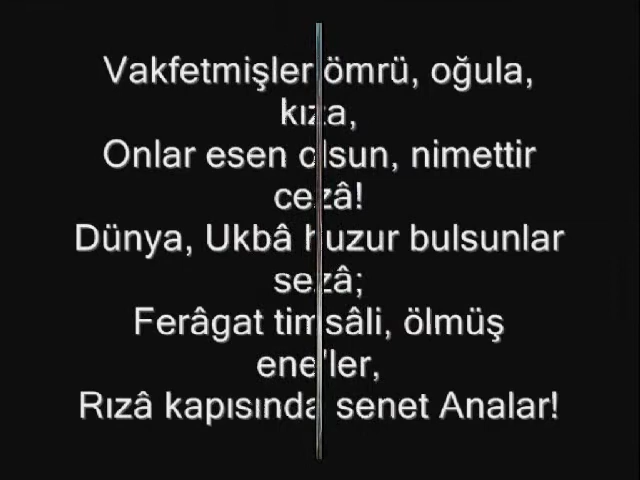 Vakfetmişler ömrü, oğula,
kıza,
Onlar esen olsun, nimettir
cezâ!
Dünya, Ukbâ huzur bulsunlar
sezâ;
Ferâgat timsâli, ölmüş
ene'ler,
Rızâ kapısında senet Analar!